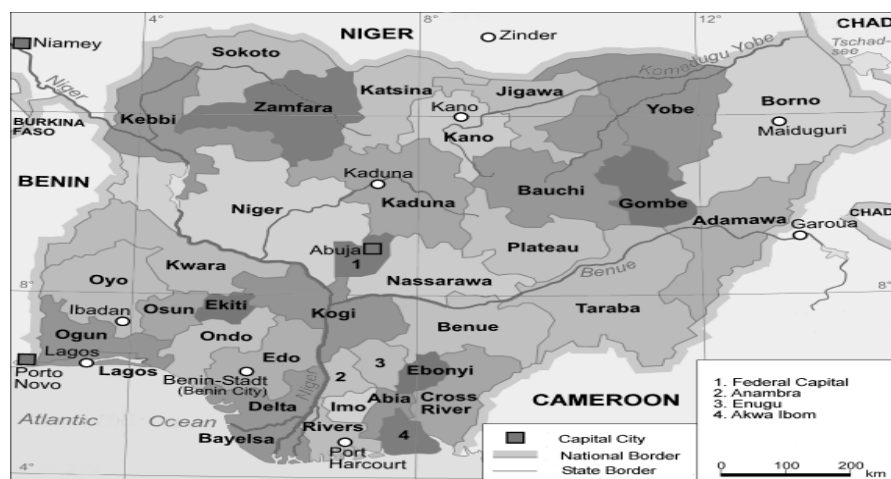 4°
8°
12°
NIGER
CHAD
Niamey
Zinder
Tschad-
see
Sokoto
Komadugu Yobe
Niger
Katsina
Jigawa
Zamfara
Kano
Yobe
Borno
Kebbi
Kano
Maiduguri
BURKINA
FASO
BENIN
Kaduna
Bauchi
Kaduna
Niger
Gombe
Adamawa
CHAD
Garoua
Abuja
1
Plateau
Kwara
Benue
Oyo
Nassarawa
8°
8°
Ibadan
Osun
Ekiti
Kogi
Taraba
Ogun
Ondo
Benue
Lagos
Edo
3
Ebonyi
Porto
Novo
Lagos
Benin-Stadt
(Benin City)
Niger
2
Abia
Cross
River
CAMEROON
Delta
Imo
Atlantic Ocean
Rivers
4
Bayelsa
Port
Harcourt
4°
Capital City
National Border
State Border
1. Federal Capital
2. Anambra
3. Enugu
4. Akwa Ibom
0 100 200
km